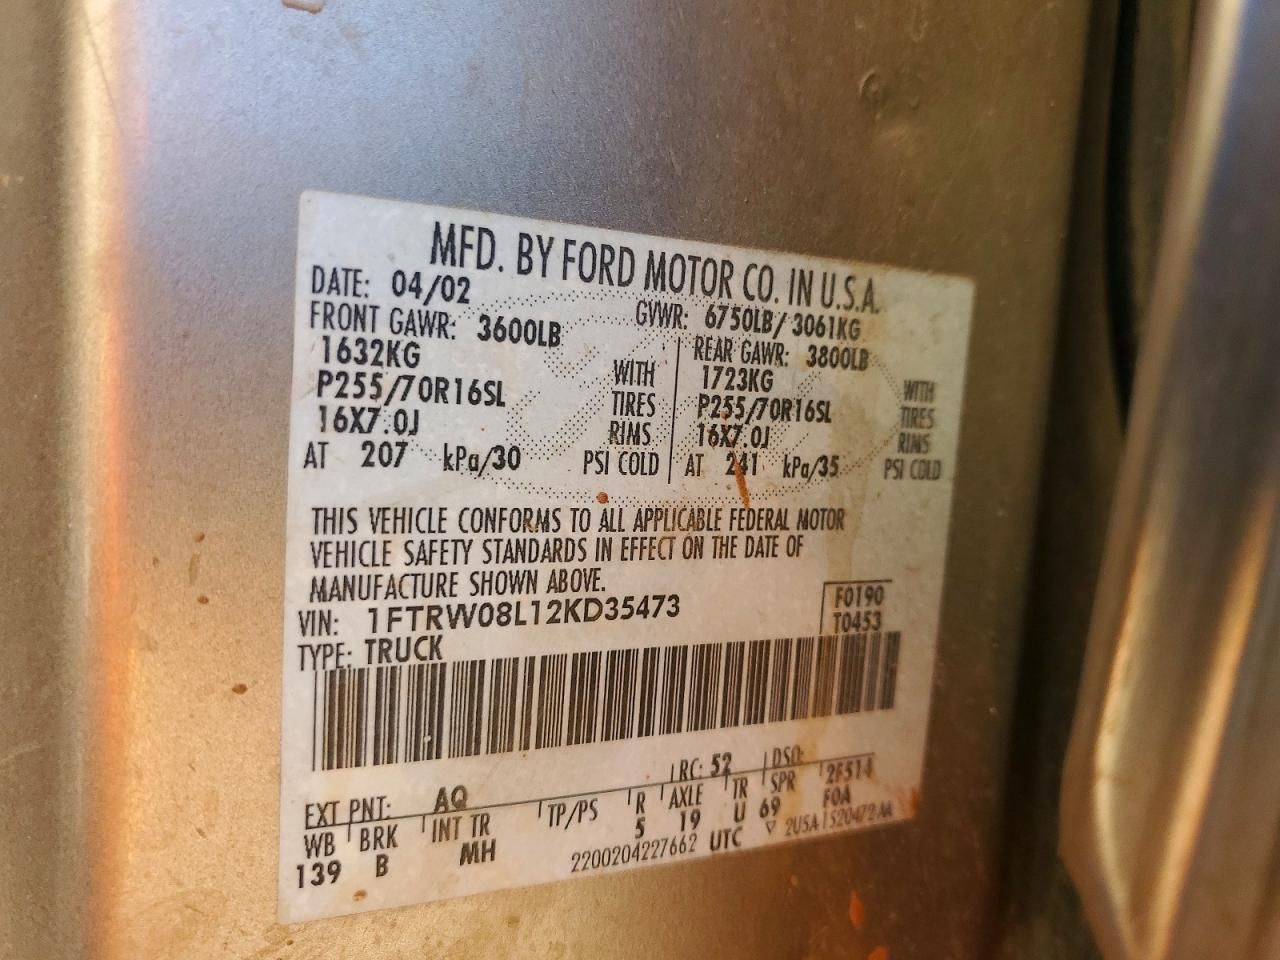 MFD. BY FORD MOTOR CO. IN U.S.A.
DATE: 04/02 GVWR: 6750LB/ 3061KG
FRONT GAWR: 3600LB REAR GAWR: 3800LB
1632KG WITH 1723KG WITH
P255/70R16SL TIRES P255/70R16SL TIRES
16X7.0J RIMS 16X7.0J RIMS
AT 207 kPa/30 PSI COLD AT 241 kPa/35 PSI COLD
THIS VEHICLE CONFORMS TO ALL APPLICABLE FEDERAL MOTOR
VEHICLE SAFETY STANDARDS IN EFFECT ON THE DATE OF
MANUFACTURE SHOWN ABOVE.
VIN: 1FTRW08L12KD35473 F0190
TYPE: TRUCK T0453
EXT PNT: AQ RC: 52 DSO:
WB BRK INT TR TP/PS R AXLE TR SPR 2F514
139 B MH 5 19 U 69 F0A
2200204227662 UTC ▽ 2U5A 1520472 AA